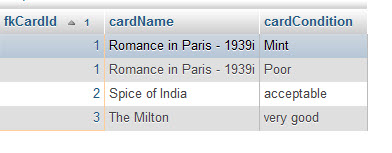 fkCardId 1 cardName cardCondition
1 Romance in Paris - 1939i Mint
1 Romance in Paris - 1939i Poor
2 Spice of India acceptable
3 The Milton very good